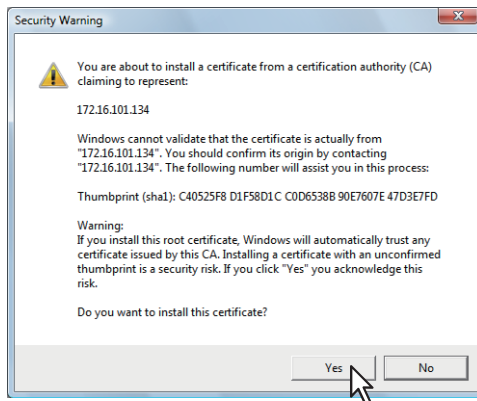 Security Warning
You are about to install a certificate from a certification authority (CA)
claiming to represent:
172.16.101.134
Windows cannot validate that the certificate is actually from
"172.16.101.134". You should confirm its origin by contacting
"172.16.101.134". The following number will assist you in this process:
Thumbprint (sha1): C40525F8 D1F58D1C C0D6538B 90E7607E 47D3E7FD
Warning:
If you install this root certificate, Windows will automatically trust any
certificate issued by this CA. Installing a certificate with an unconfirmed
thumbprint is a security risk. If you click "Yes" you acknowledge this
risk.
Do you want to install this certificate?
Yes
No